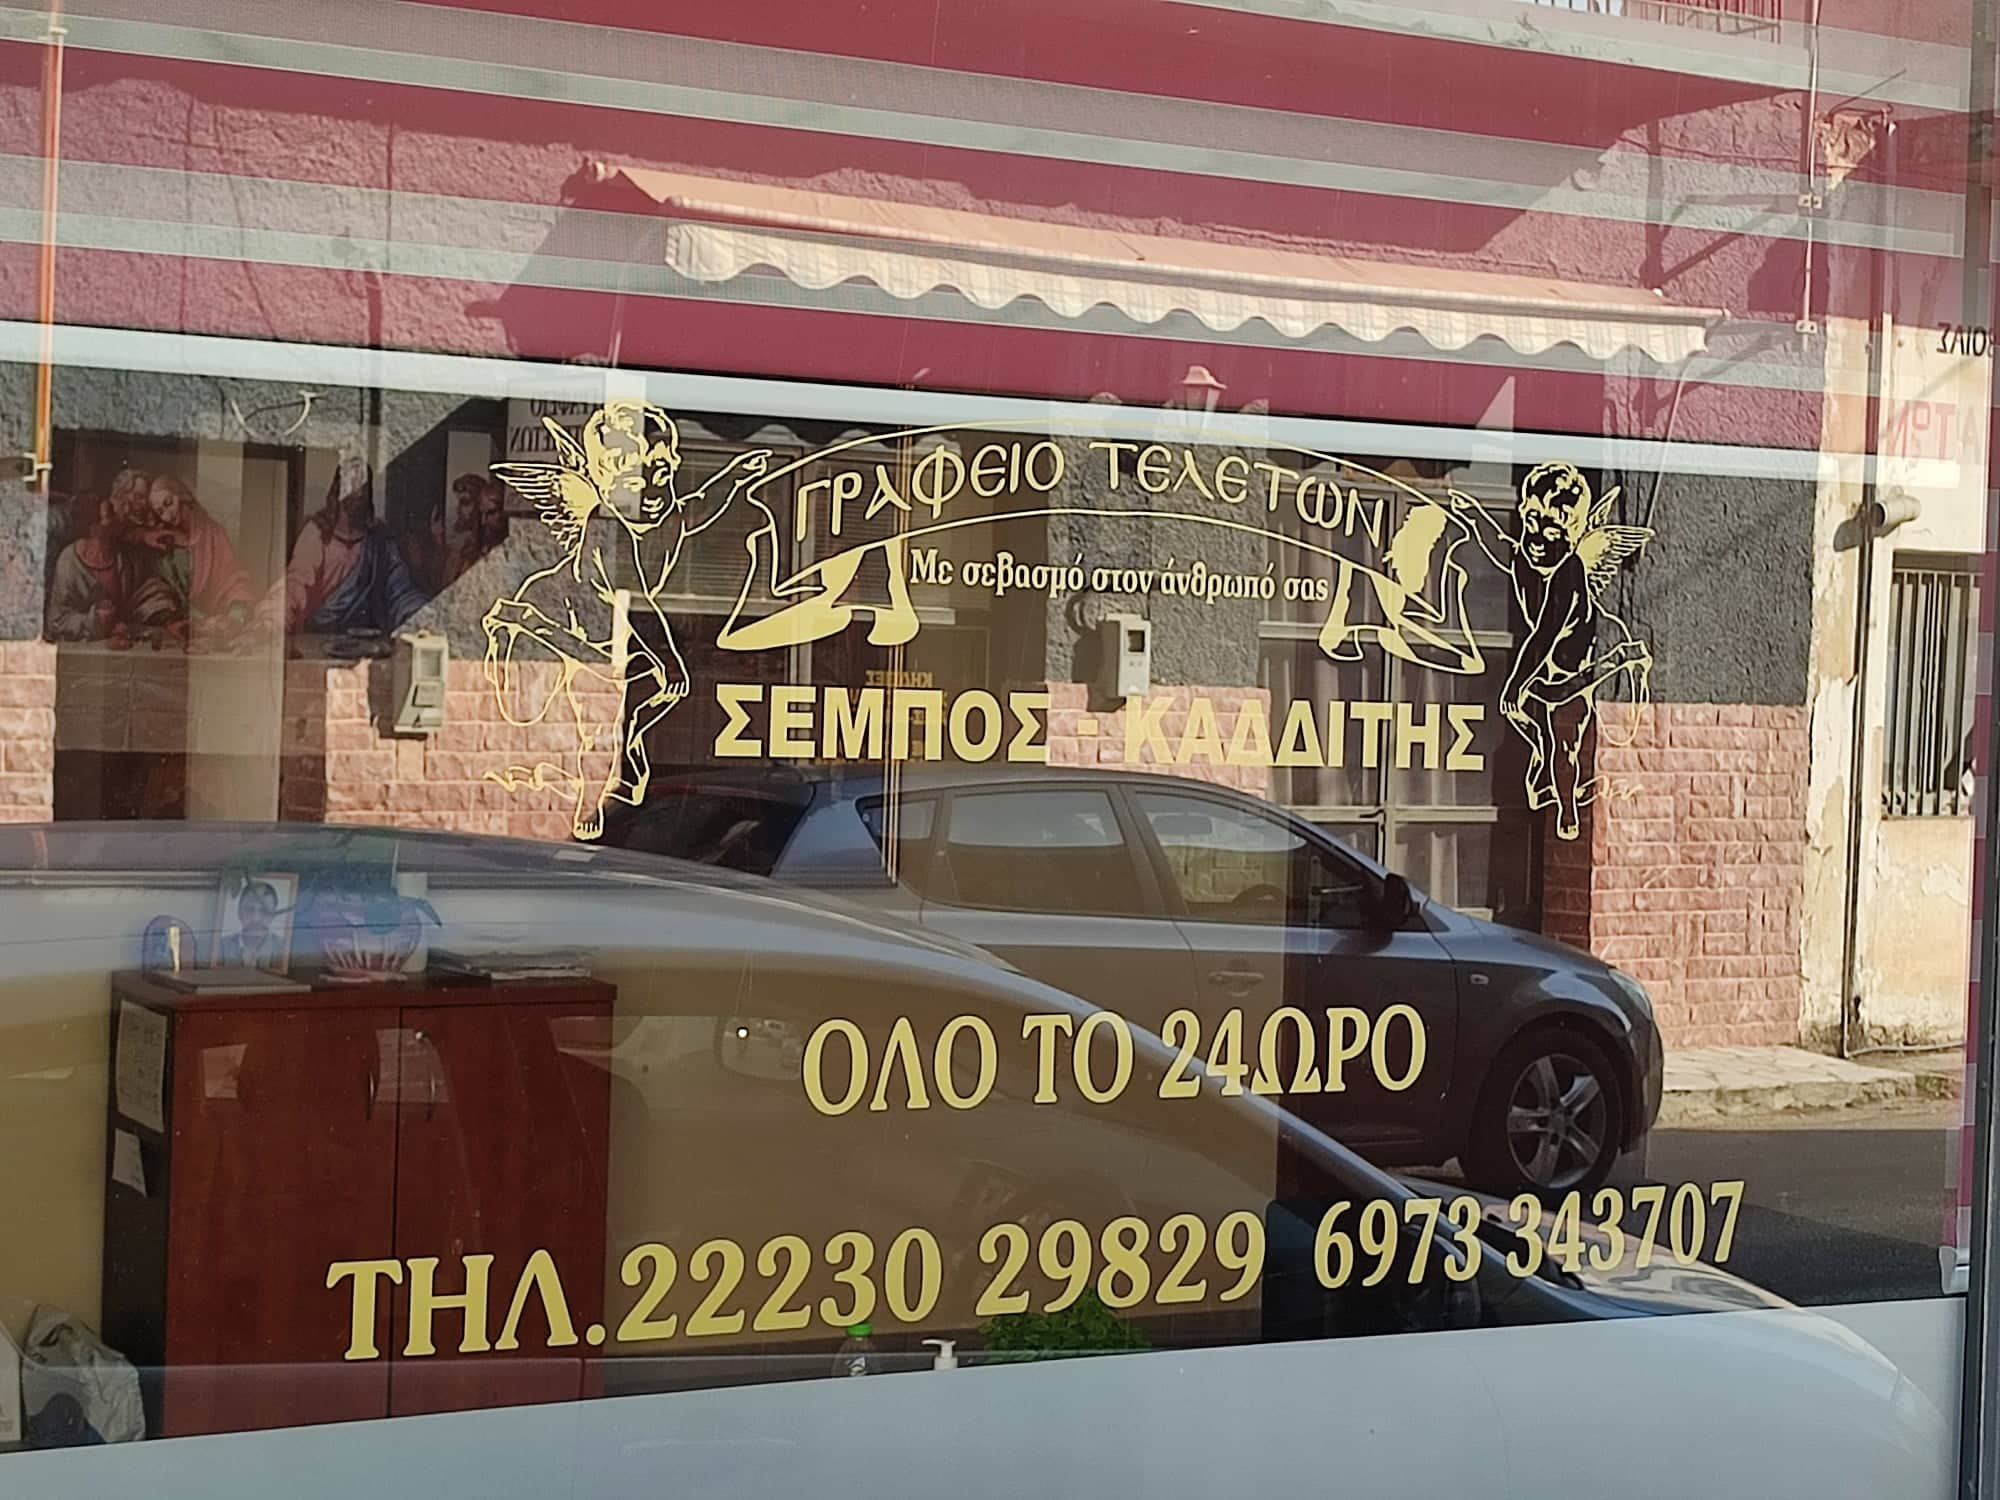 ΓΡΑΦΕΙΟ ΤΕΛΕΤΩΝ
Με σεβασμό στον άνθρωπό σας
ΣΕΜΠΟΣ - ΚΑΔΔΙΤΗΣ
ΟΛΟ ΤΟ 24ΩΡΟ
ΤΗΛ.22230 29829 6973 343707